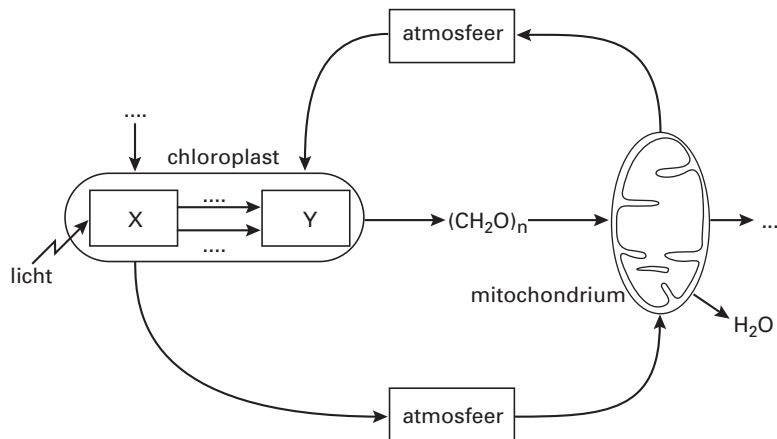 atmosfeer
....
chloroplast
....
X
Y
....
licht
(CH2O)n
...
mitochondrium
H2O
atmosfeer